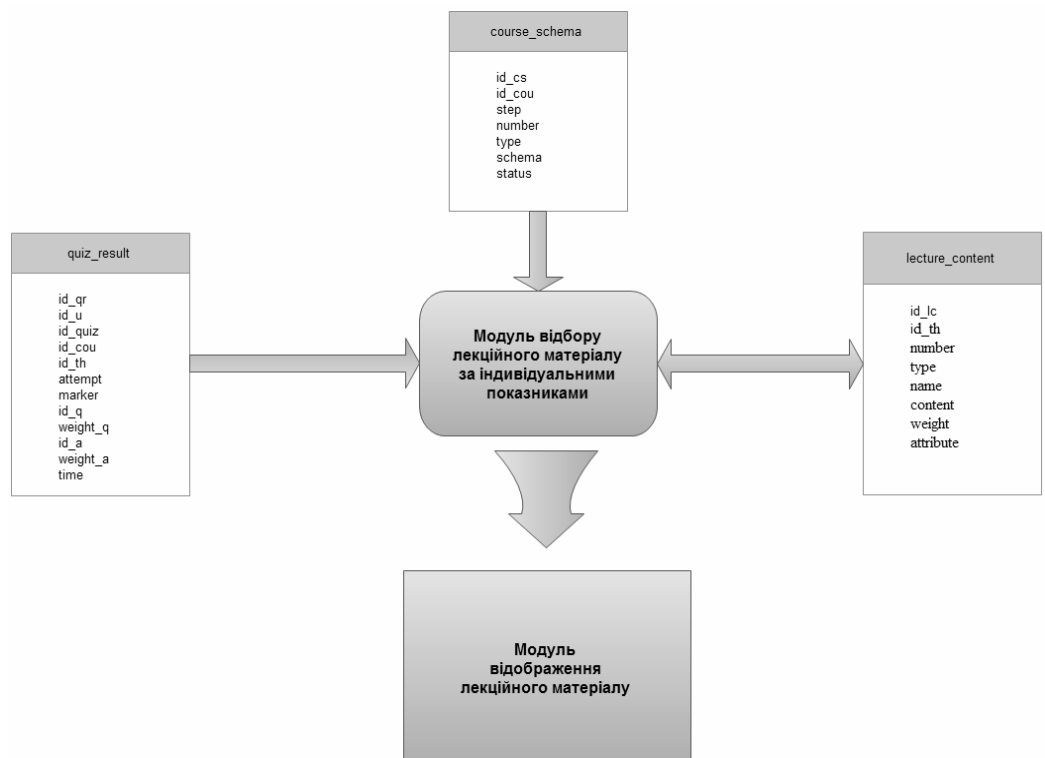 course_schema
id_cs
id_cou
step
number
type
schema
status
quiz_result
id_qr
id_u
id_quiz
id_cou
id_th
attempt
marker
id_q
weight_q
id_a
weight_a
time
Модуль відбору
лекційного матеріалу
за індивідуальними
показниками
lecture_content
id_lc
id_th
number
type
name
content
weight
attribute
Модуль
відображення
лекційного матеріалу